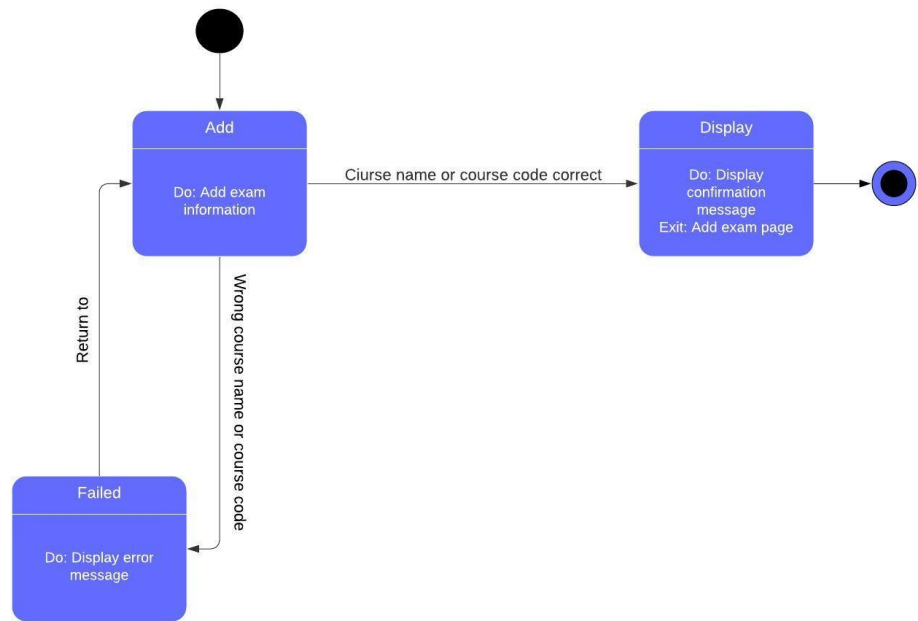 Add
Do: Add exam
information
Ciurse name or course code correct
Display
Do: Display
confirmation
message
Exit: Add exam page
Return to
Wrong course name or course code
Failed
Do: Display error
message